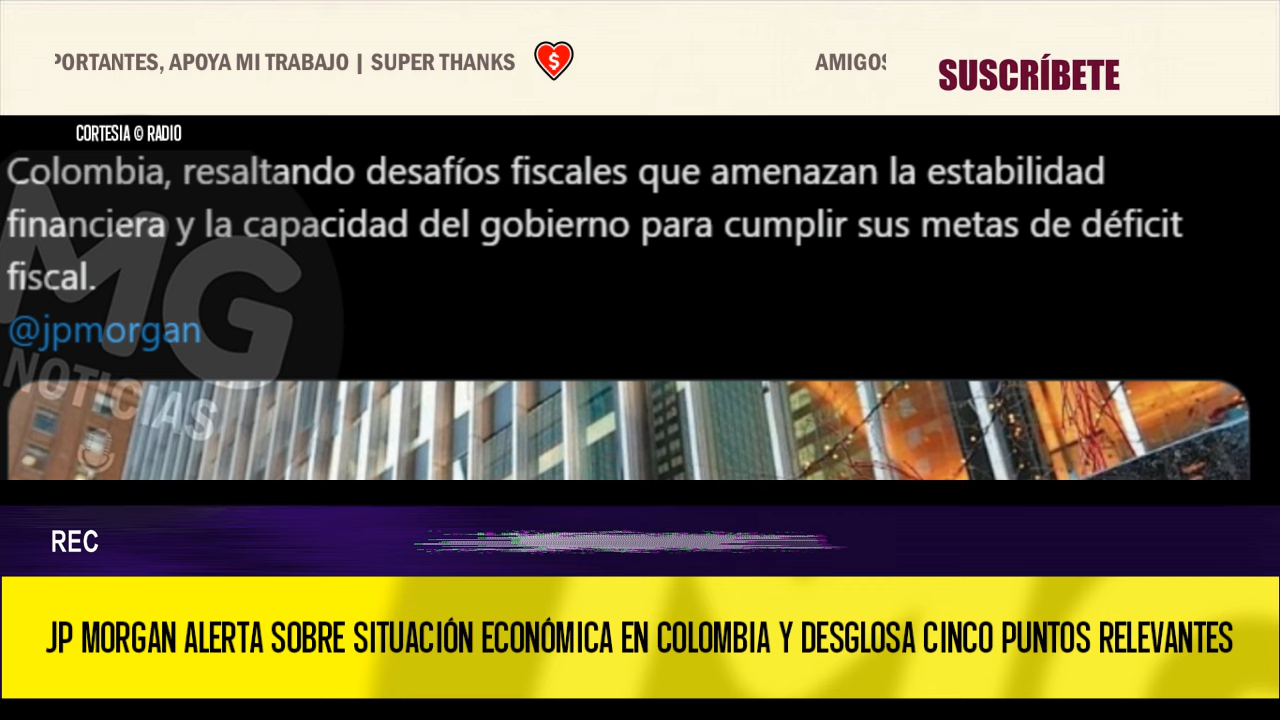 PORTANTES, APOYA MI TRABAJO | SUPER THANKS
AMIGOS
SUSCRÍBETE
CORTESIA © RADIO
Colombia, resaltando desafíos fiscales que amenazan la estabilidad
financiera y la capacidad del gobierno para cumplir sus metas de déficit
fiscal.
@jpmorgan
MG
NOTICIAS
REC
JP MORGAN ALERTA SOBRE SITUACIÓN ECONÓMICA EN COLOMBIA Y DESGLOSA CINCO PUNTOS RELEVANTES